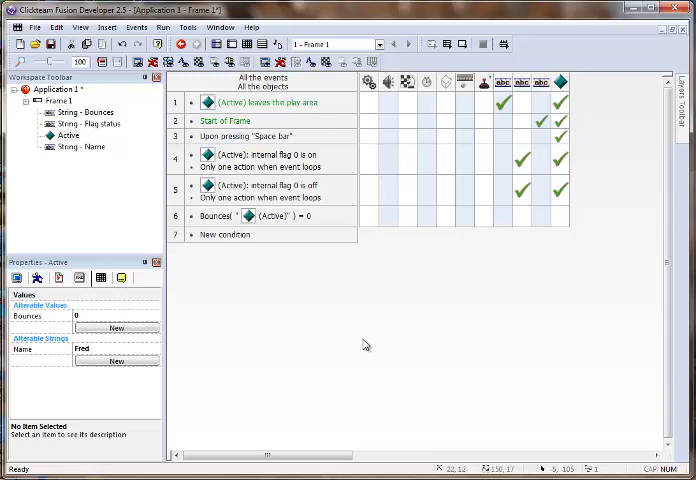 Clickteam Fusion Developer 2.5 - [Application 1 - Frame 1*]
File Edit View Insert Events Run Tools Window Help
1 - Frame 1
100
Workspace Toolbar
Application 1 *
Frame 1
String - Bounces
String - Flag status
Active
String - Name
All the events
All the objects
1 (Active) leaves the play area
2 Start of Frame
3 Upon pressing "Space bar"
4 (Active): internal flag 0 is on
Only one action when event loops
5 (Active): internal flag 0 is off
Only one action when event loops
6 Bounces( " (Active)" ) = 0
7 New condition
abc abc abc
Layers Toolbar
Properties - Active
Values
Alterable Values
Bounces 0
New
Alterable Strings
Name Fred
New
No Item Selected
Select an item to see its description
Ready
22, 12
150, 17
-5, -105
1
CAP NUM